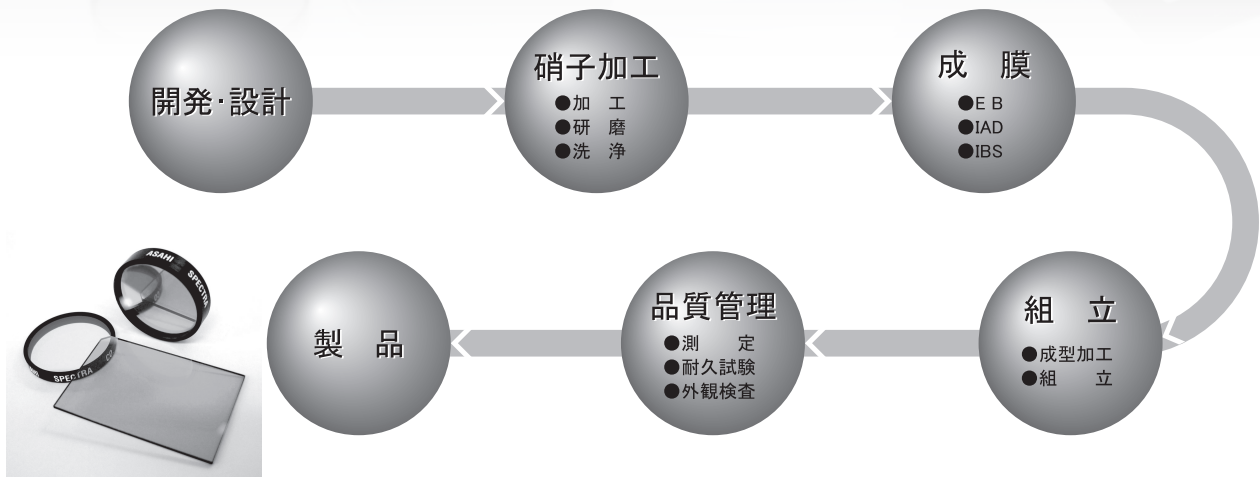 開発・設計
硝子加工
●加　工
●研　磨
●洗　浄
成　膜
●E B
●IAD
●IBS
組　立
●成型加工
●組　　立
品質管理
●測　　定
●耐久試験
●外観検査
製　品
ASAHI SPECTRA
SPECTRA CO